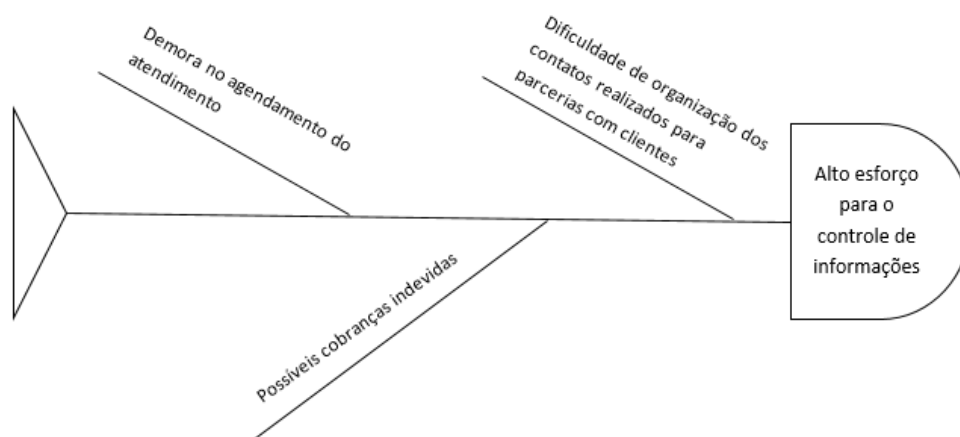 Demora no agendamento do
atendimento
Dificuldade de organização dos
contatos realizados para
parcerias com clientes
Alto esforço
para o
controle de
informações
Possíveis cobranças indevidas